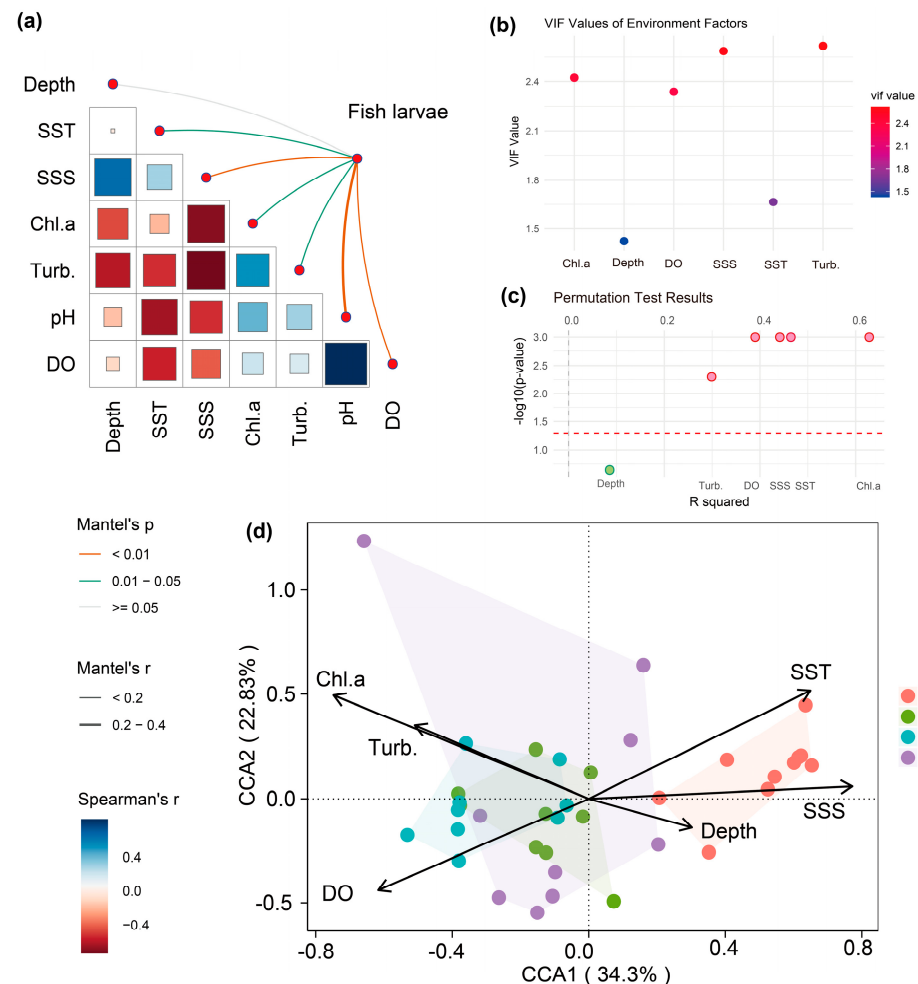 (a)
Depth
SST
SSS
Chl.a
Turb.
pH
DO
Fish larvae
Depth
SST
SSS
Chl.a
Turb.
pH
DO
(b)
VIF Values of Environment Factors
VIF Value
2.4
2.1
1.8
1.5
Chl.a
Depth
DO
SSS
SST
Turb.
vif value
2.4
2.1
1.8
1.5
(c)
Permutation Test Results
0.0
0.2
0.4
0.6
-log10(p-value)
3.0
2.5
2.0
1.5
1.0
Depth
Turb.
DO
SSS
SST
Chl.a
R squared
Mantel's p
< 0.01
0.01 − 0.05
>= 0.05
Mantel's r
< 0.2
0.2 − 0.4
Spearman's r
0.4
0.0
−0.4
(d)
CCA2 ( 22.83% )
1.0
0.5
0.0
-0.5
Chl.a
Turb.
DO
SST
SSS
Depth
-0.8
-0.4
0.0
0.4
0.8
CCA1 ( 34.3% )